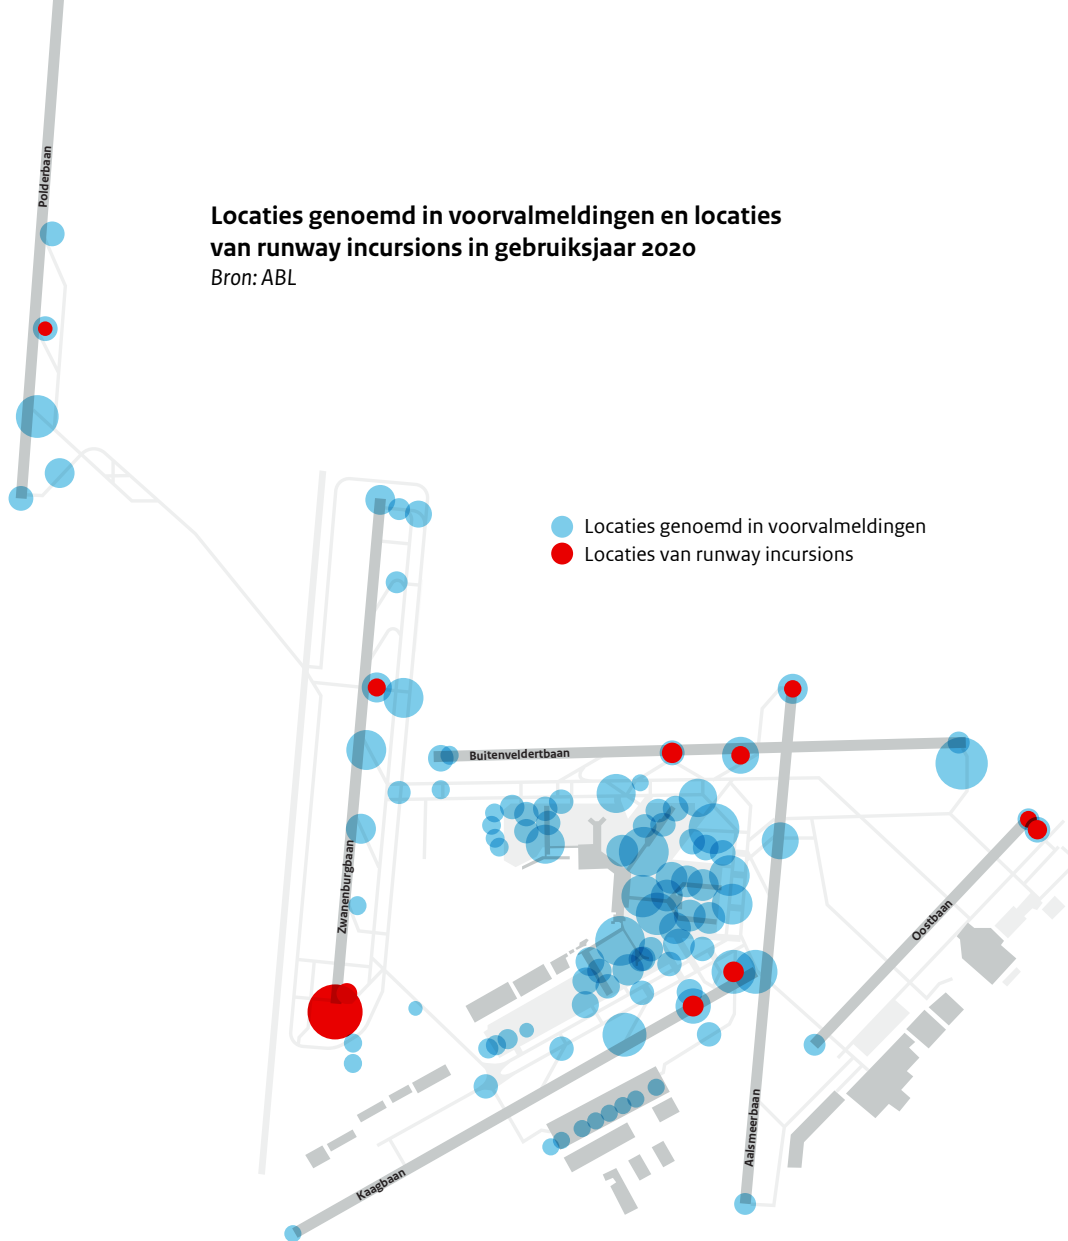 Polderbaan
Locaties genoemd in voorvalmeldingen en locaties
van runway incursions in gebruiksjaar 2020
Bron: ABL
Locaties genoemd in voorvalmeldingen
Locaties van runway incursions
Buitenveldertbaan
Zwanenburgbaan
Oostbaan
Aalsmeerbaan
Kaagbaan